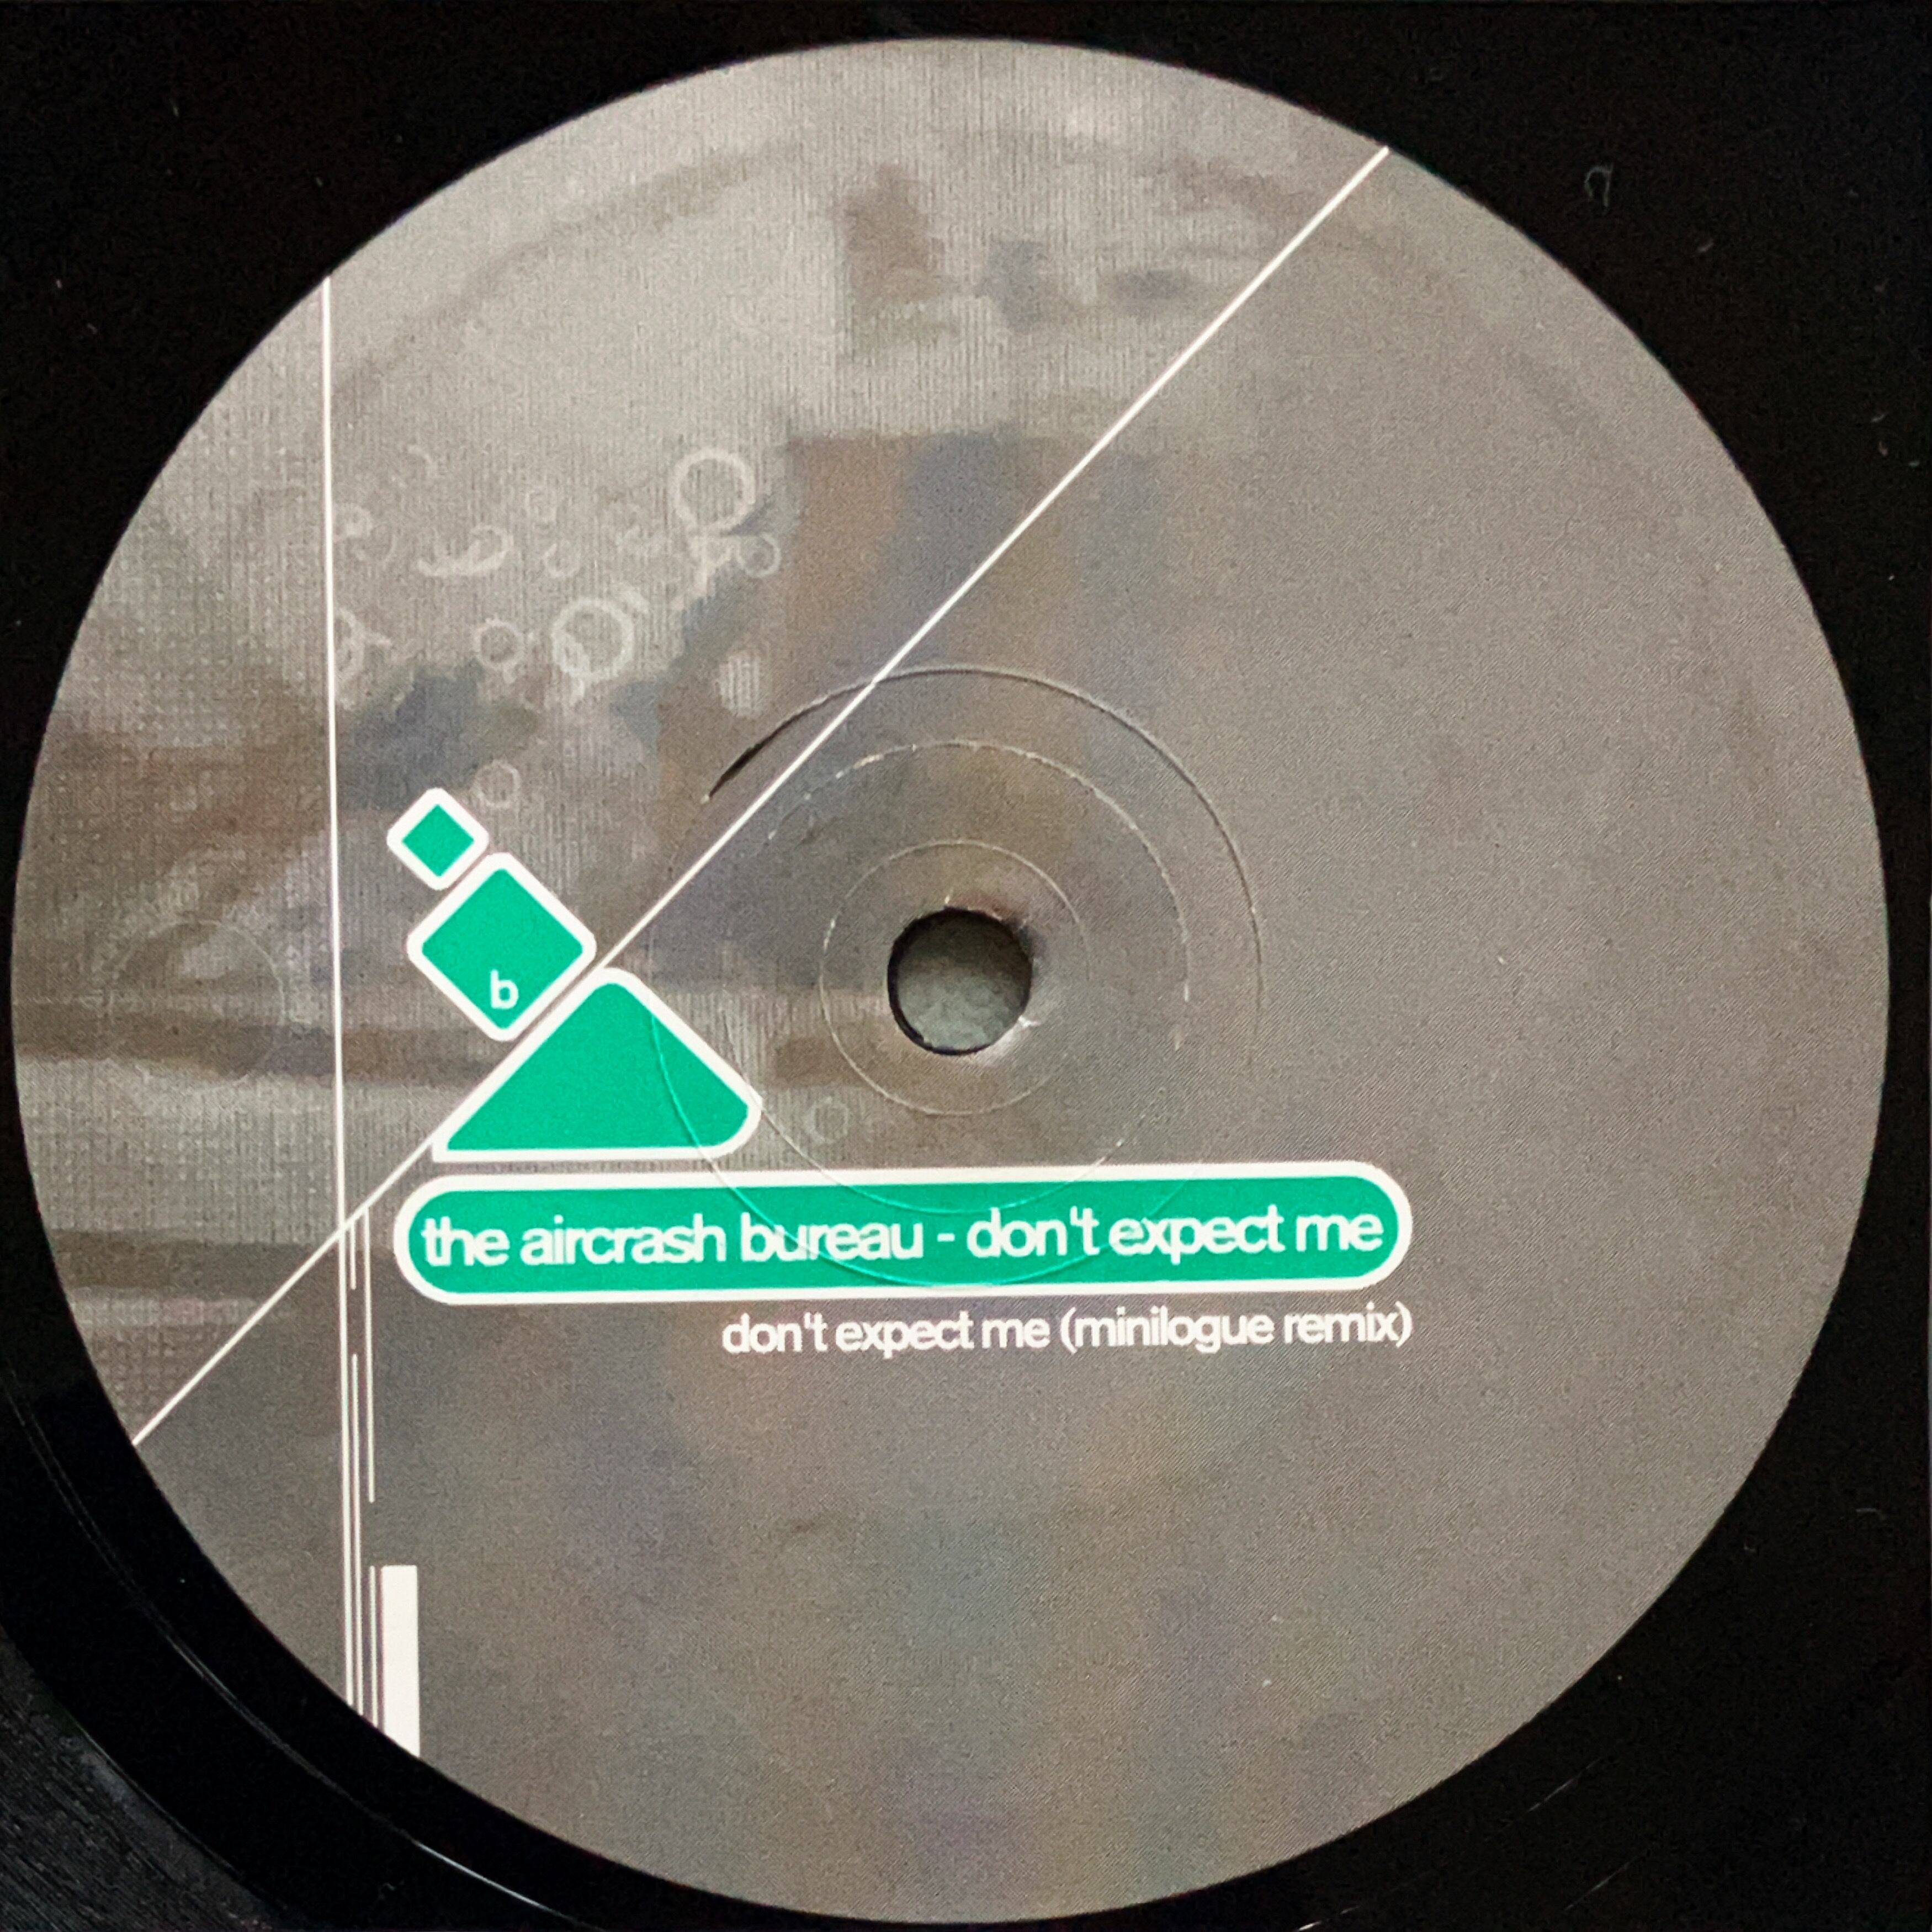 b
the aircrash bureau - don't expect me
don't expect me (minilogue remix)